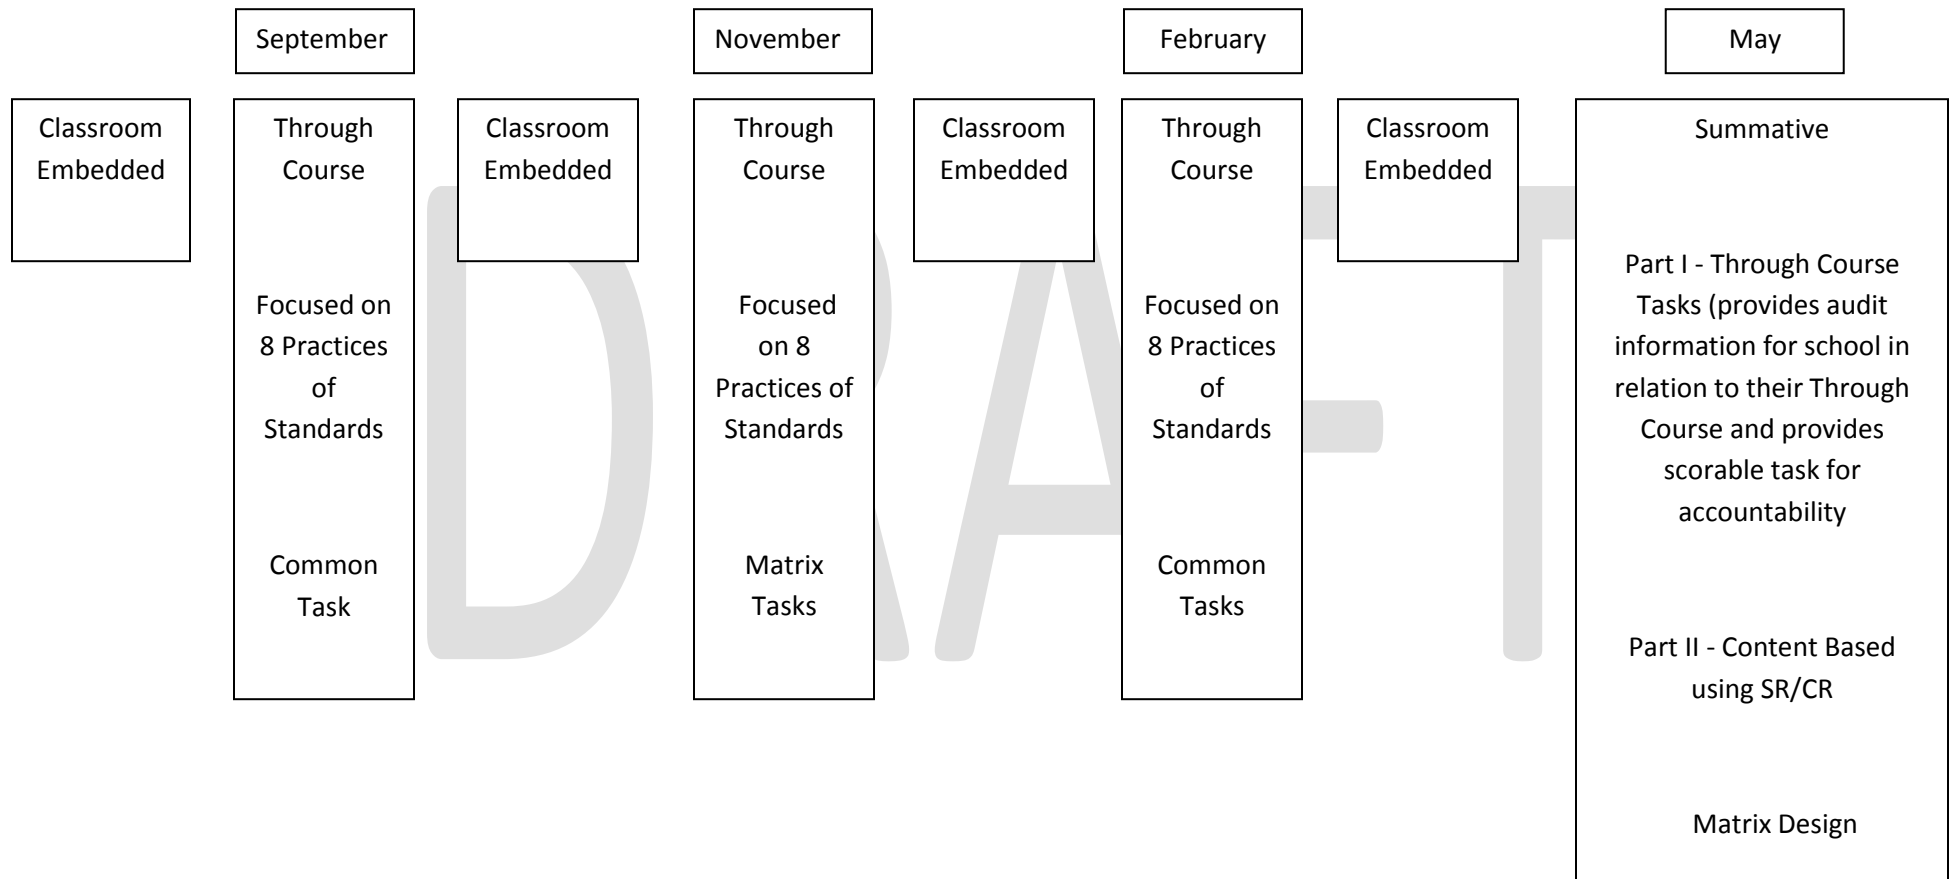 September
November
February
May
Classroom
Embedded
Through
Course
Focused on
8 Practices
of
Standards
Common
Task
Classroom
Embedded
Through
Course
Focused
on 8
Practices of
Standards
Matrix
Tasks
Classroom
Embedded
Through
Course
Focused on
8 Practices
of
Standards
Common
Tasks
Classroom
Embedded
Summative
Part I - Through Course
Tasks (provides audit
information for school in
relation to their Through
Course and provides
scorable task for
accountability
Part II - Content Based
using SR/CR
Matrix Design
DRAFT